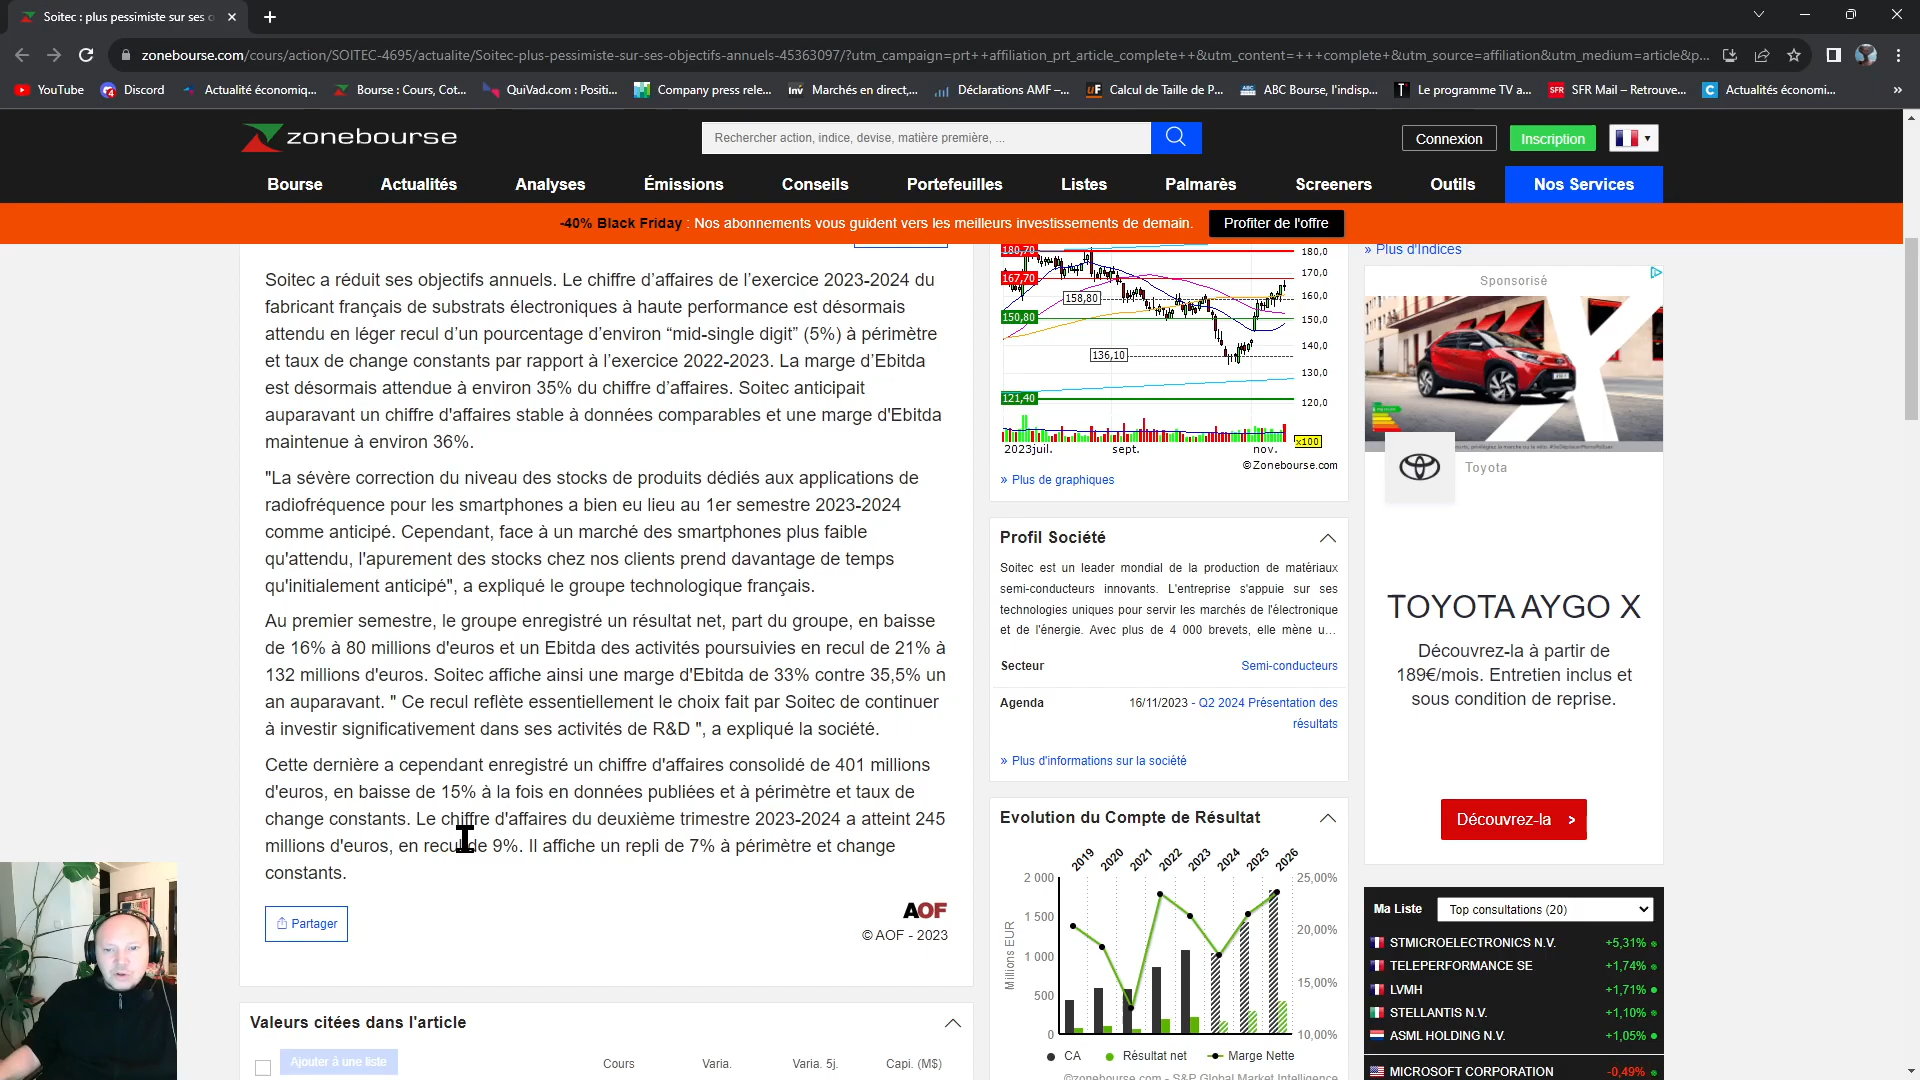 Soitec : plus pessimiste sur ses o
zonebourse.com/cours/action/SOITEC-4695/actualite/Soitec-plus-pessimiste-sur-ses-objectifs-annuels-45363097/?utm_campaign=prt++affiliation_prt_article_complete++&utm_content=+++complete+&utm_source=affiliation&utm_medium=article&p...
YouTube
Discord
Actualité économiq...
Bourse : Cours, Cot...
QuiVad.com : Positi...
Company press rele...
Inv
Marchés en direct,...
Déclarations AMF –...
uF
Calcul de Taille de P...
ABC Bourse, l'indisp...
T
Le programme TV a...
SFR
SFR Mail – Retrouve...
C
Actualités économi...
»
zonebourse
Rechercher action, indice, devise, matière première, ...
Connexion
Inscription
Bourse
Actualités
Analyses
Émissions
Conseils
Portefeuilles
Listes
Palmarès
Screeners
Outils
Nos Services
-40% Black Friday : Nos abonnements vous guident vers les meilleurs investissements de demain.
Profiter de l'offre
Soitec a réduit ses objectifs annuels. Le chiffre d’affaires de l’exercice 2023-2024 du
fabricant français de substrats électroniques à haute performance est désormais
attendu en léger recul d’un pourcentage d’environ “mid-single digit” (5%) à périmètre
et taux de change constants par rapport à l’exercice 2022-2023. La marge d’Ebitda
est désormais attendue à environ 35% du chiffre d’affaires. Soitec anticipait
auparavant un chiffre d'affaires stable à données comparables et une marge d'Ebitda
maintenue à environ 36%.
"La sévère correction du niveau des stocks de produits dédiés aux applications de
radiofréquence pour les smartphones a bien eu lieu au 1er semestre 2023-2024
comme anticipé. Cependant, face à un marché des smartphones plus faible
qu'attendu, l'apurement des stocks chez nos clients prend davantage de temps
qu'initialement anticipé", a expliqué le groupe technologique français.
Au premier semestre, le groupe enregistré un résultat net, part du groupe, en baisse
de 16% à 80 millions d'euros et un Ebitda des activités poursuivies en recul de 21% à
132 millions d'euros. Soitec affiche ainsi une marge d'Ebitda de 33% contre 35,5% un
an auparavant. " Ce recul reflète essentiellement le choix fait par Soitec de continuer
à investir significativement dans ses activités de R&D ", a expliqué la société.
Cette dernière a cependant enregistré un chiffre d'affaires consolidé de 401 millions
d'euros, en baisse de 15% à la fois en données publiées et à périmètre et taux de
change constants. Le chiffre d'affaires du deuxième trimestre 2023-2024 a atteint 245
millions d'euros, en recul de 9%. Il affiche un repli de 7% à périmètre et change
constants.
Partager
AOF
© AOF - 2023
Valeurs citées dans l'article
Ajouter à une liste
Cours
Varia.
Varia. 5j.
Capi. (M$)
180,70
167,70
158,80
150,80
136,10
121,40
180,0
170,0
160,0
150,0
140,0
130,0
120,0
x100
2023juil.
sept.
nov.
© Zonebourse.com
» Plus de graphiques
Profil Société
Soitec est un leader mondial de la production de matériaux
semi-conducteurs innovants. L'entreprise s'appuie sur ses
technologies uniques pour servir les marchés de l'électronique
et de l'énergie. Avec plus de 4 000 brevets, elle mène u...
Secteur
Semi-conducteurs
Agenda
16/11/2023 - Q2 2024 Présentation des
résultats
» Plus d'informations sur la société
Evolution du Compte de Résultat
2019 2020 2021 2022 2023 2024 2025 2026
2 000
1 500
1 000
500
0
Millions EUR
25,00%
20,00%
15,00%
10,00%
CA
Résultat net
Marge Nette
©zonebourse.com - S&P Global Market Intelligence
» Plus d'Indices
Sponsorisé
Toyota
TOYOTA AYGO X
Découvrez-la à partir de
189€/mois. Entretien inclus et
sous condition de reprise.
Découvrez-la >
Ma Liste
Top consultations (20)
STMICROELECTRONICS N.V. +5,31%
TELEPERFORMANCE SE +1,74%
LVMH +1,71%
STELLANTIS N.V. +1,10%
ASML HOLDING N.V. +1,05%
MICROSOFT CORPORATION -0,49%